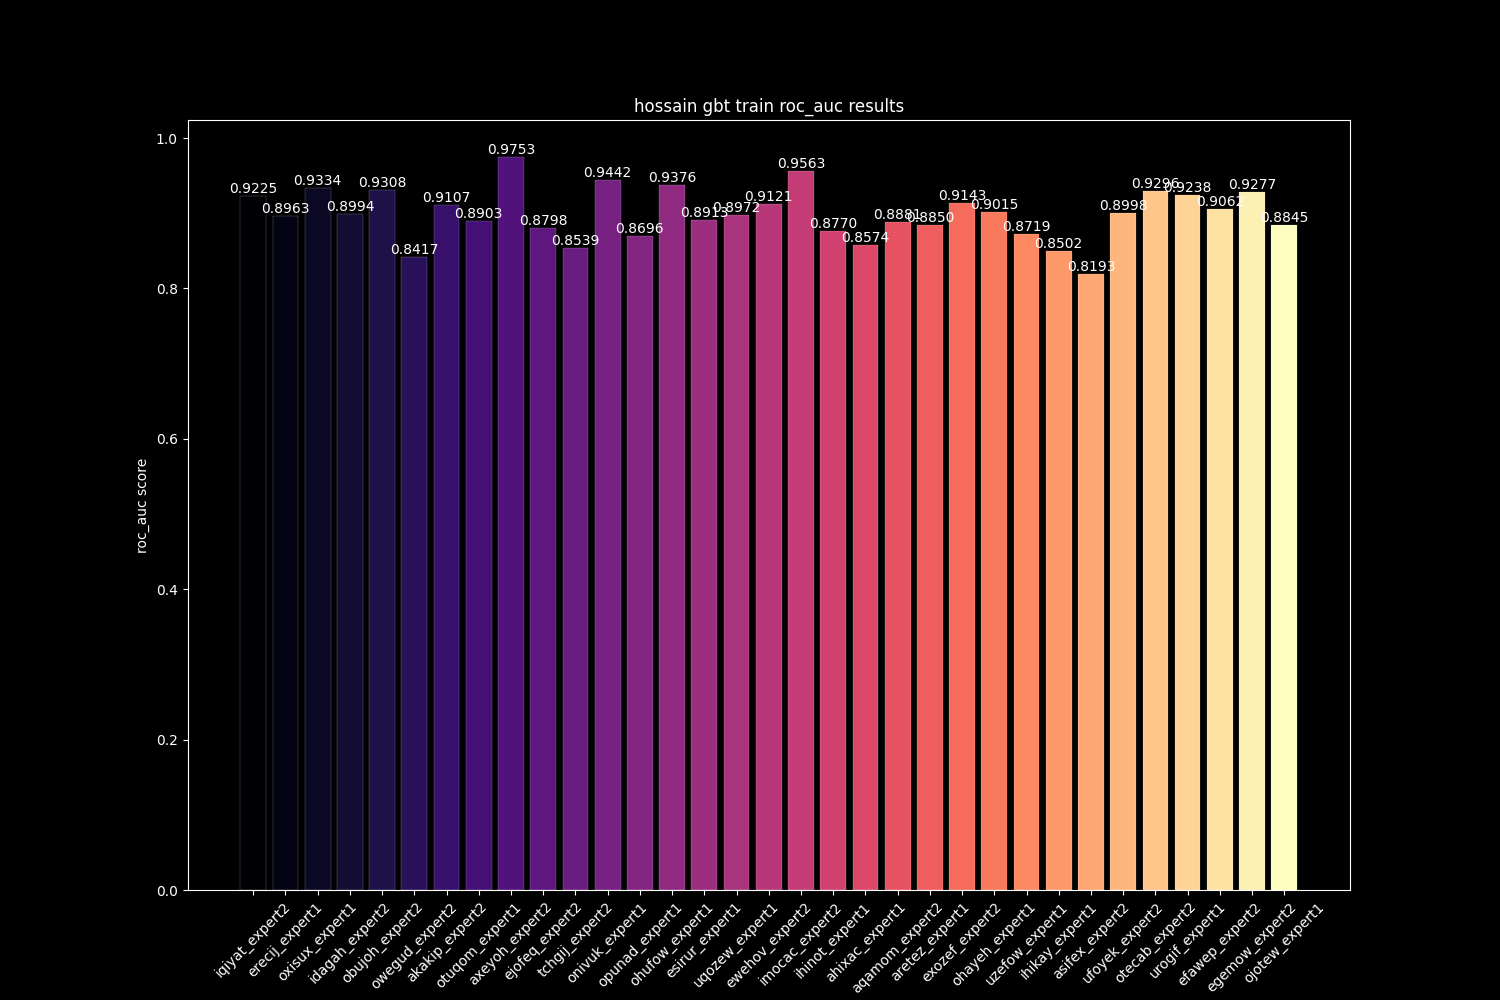 hossain gbt train roc_auc results
roc_auc score
1.0
0.8
0.6
0.4
0.2
0.0
0.9225
0.8963
0.9334
0.8994
0.9308
0.8417
0.9107
0.8903
0.9753
0.8798
0.8539
0.9442
0.8696
0.9376
0.8913
0.8972
0.9121
0.9563
0.8770
0.8574
0.8881
0.8850
0.9143
0.9015
0.8719
0.8502
0.8193
0.8998
0.9296
0.9238
0.9062
0.9277
0.8845
iqjyat_expert2
erecij_expert1
oxisux_expert1
idagah_expert2
obujoh_expert2
owegud_expert2
akakip_expert2
otuqom_expert1
axeyoh_expert2
ejofeq_expert2
tchgjj_expert2
onivuk_expert1
opunad_expert1
ohufow_expert1
esirur_expert1
uqozew_expert1
ewehov_expert2
imocac_expert2
ihinot_expert1
ahixac_expert1
aqamom_expert2
aretez_expert1
exozef_expert2
ohayeh_expert1
uzefow_expert1
ihikay_expert1
asifex_expert2
ufoyek_expert2
otecab_expert2
urogif_expert1
efawep_expert2
egemow_expert2
ojotew_expert1